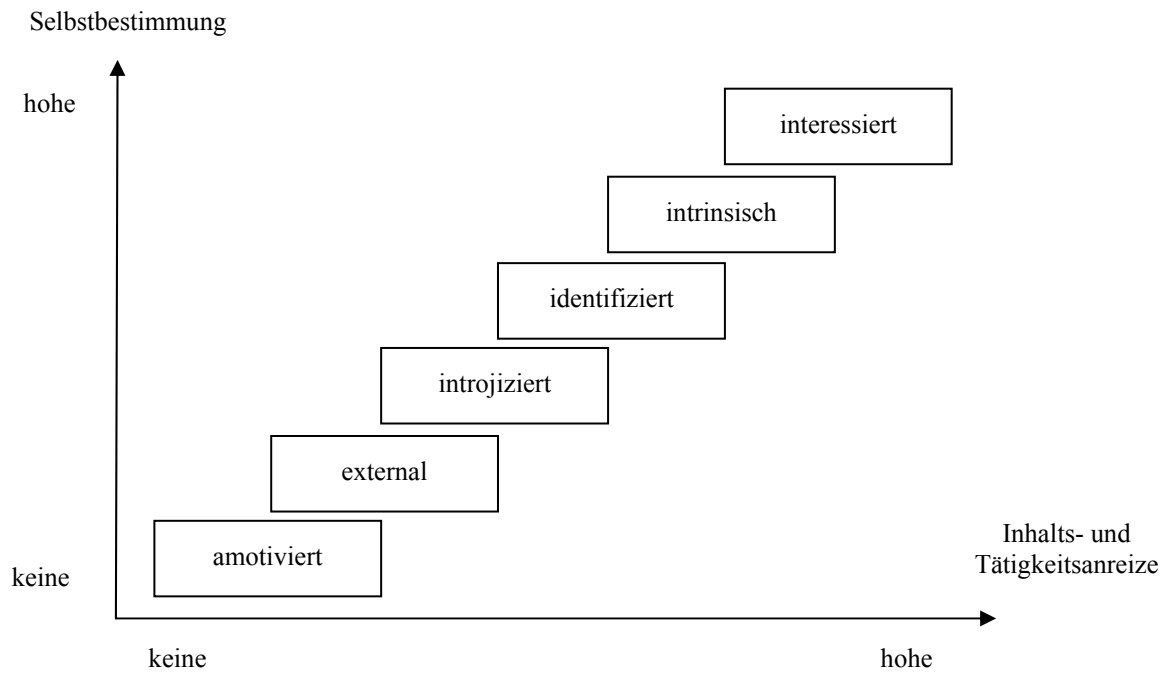 Selbstbestimmung
hohe
interessiert
intrinsisch
identifiziert
introjiziert
external
amotiviert
keine
Inhalts- und
Tätigkeitsanreize
keine
hohe